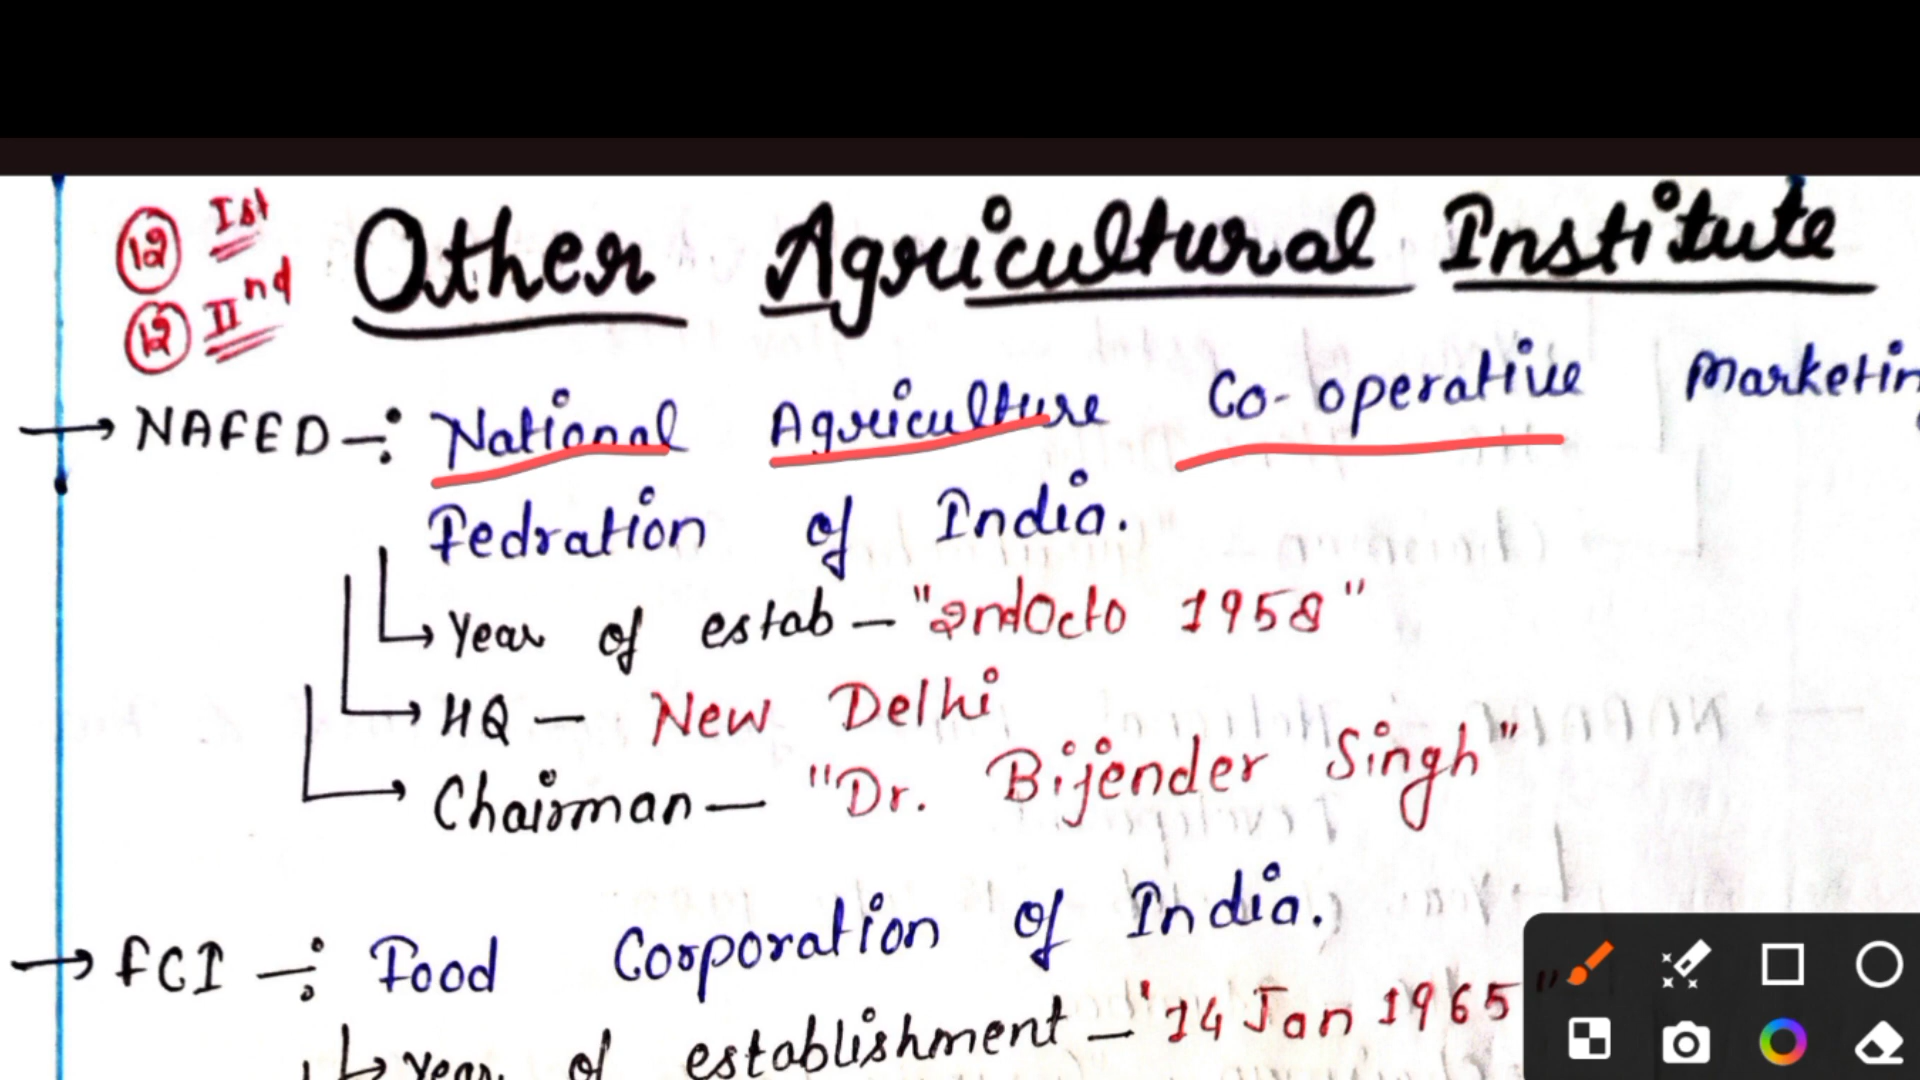 12 Ist
12 IInd
Other Agricultural Institute
→ NAFED -: National Agriculture Co-operative Marketin
Fedration of India.
Year of estab - "2ndOcto 1958"
HQ - New Delhi
Chairman - "Dr. Bijender Singh"
→ FCI -: Food Corporation of India.
Year of establishment - '14 Jan 1965"